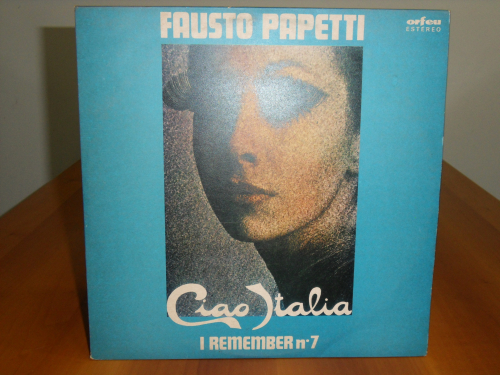 FAUSTO PAPETTI
orfeu
ESTEREO
Ciao Italia
I REMEMBER nº7